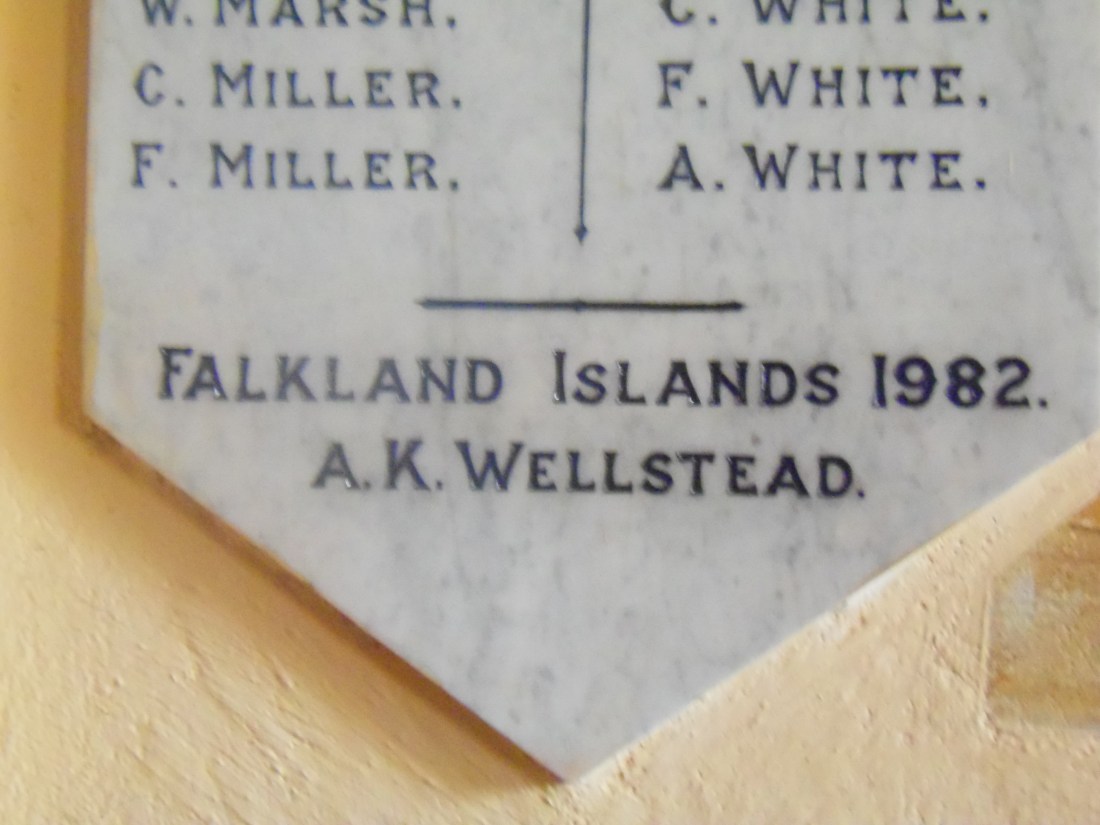 W. MARSH.
C. MILLER.
F. MILLER.
C. WHITE.
F. WHITE.
A. WHITE.
FALKLAND ISLANDS 1982.
A. K. WELLSTEAD.